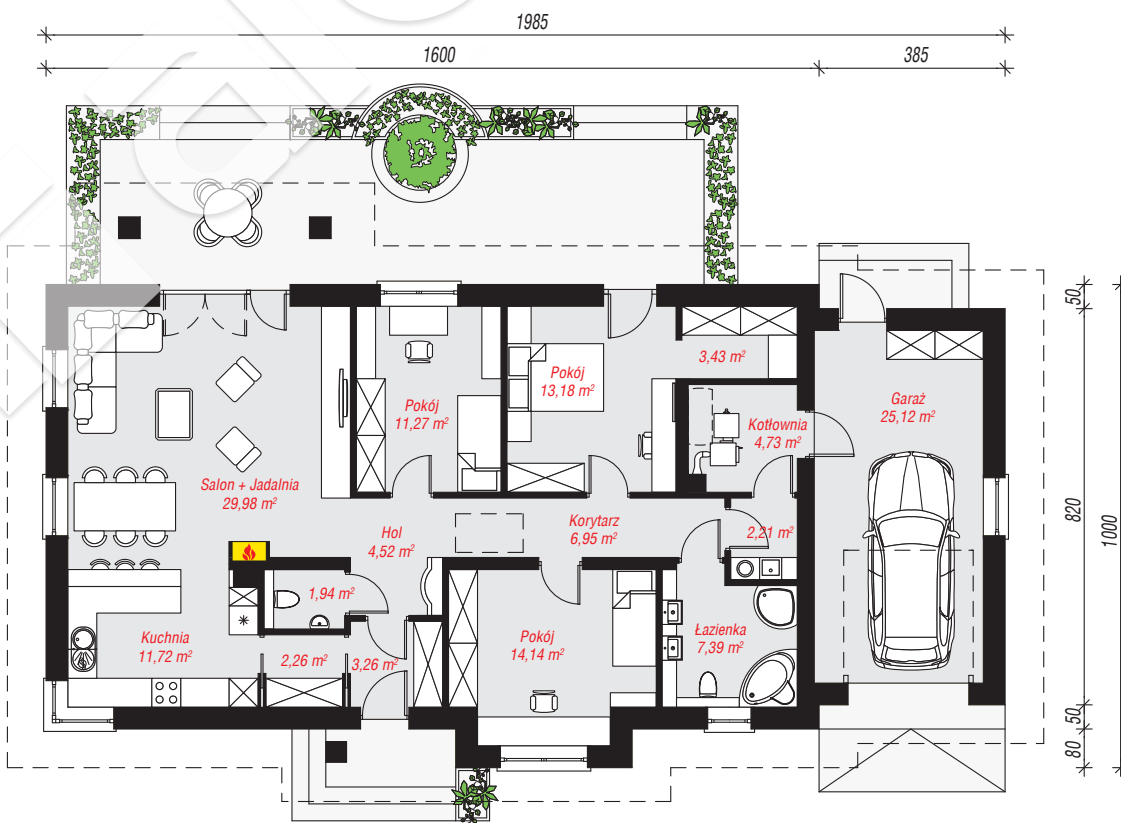 1985
1600
385
Pokój
13,18 m²
3,43 m²
Pokój
11,27 m²
Kotłownia
4,73 m²
Garaż
25,12 m²
Salon + Jadalnia
29,98 m²
Hol
4,52 m²
Korytarz
6,95 m²
2,21 m²
1,94 m²
Kuchnia
11,72 m²
2,26 m²
3,26 m²
Pokój
14,14 m²
Łazienka
7,39 m²
50
820
1000
50
80